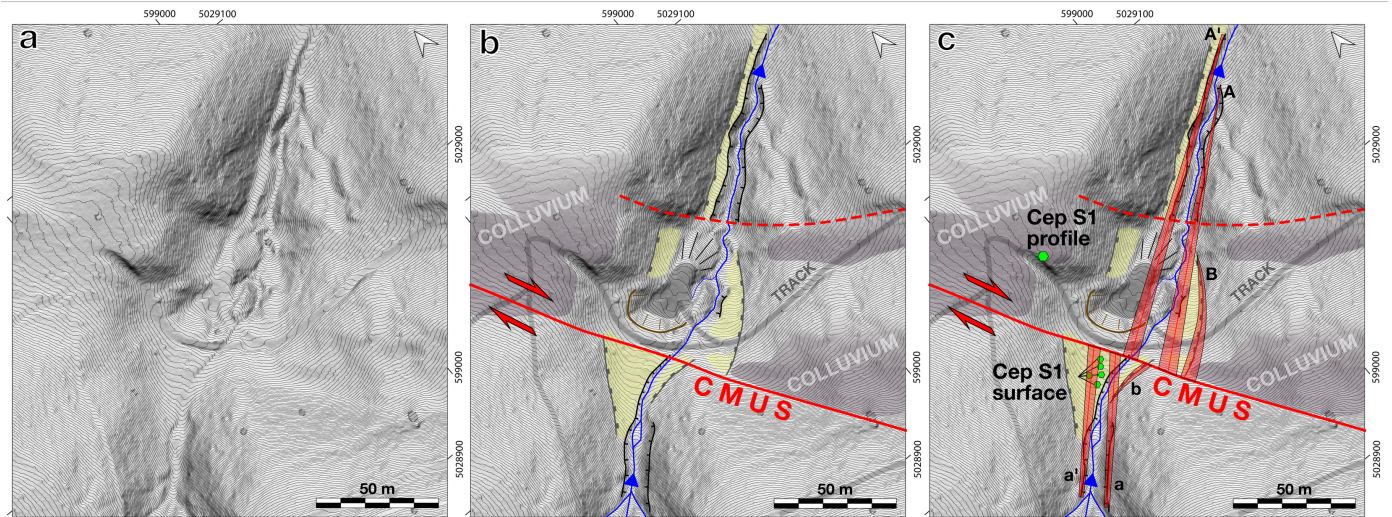 a
599000
5029100
5029000
599000
5028900
50 m
b
599000
5029100
COLLUVIUM
TRACK
COLLUVIUM
CMUS
5029000
599000
5028900
50 m
c
599000
5029100
A'
A
COLLUVIUM
Cep S1
profile
B
TRACK
COLLUVIUM
Cep S1
surface
b
CMUS
a'
a
5029000
599000
5028900
50 m